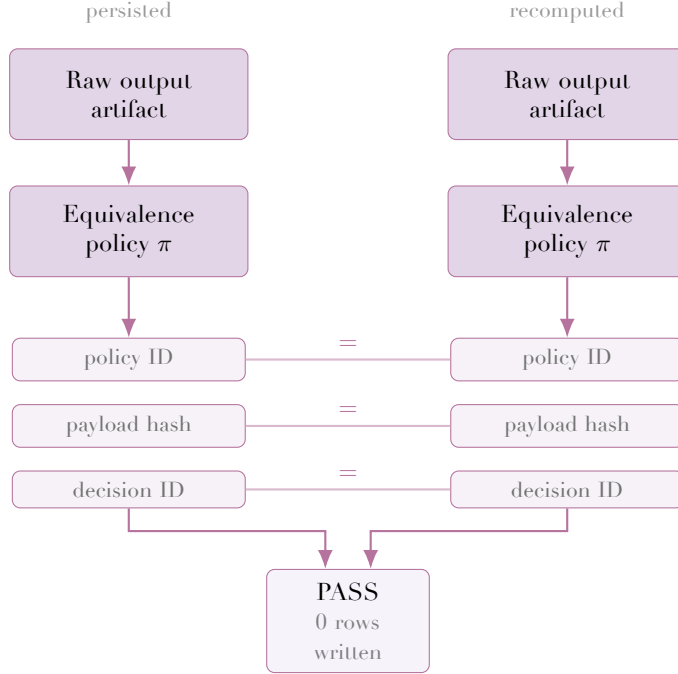 persisted
recomputed
Raw output
artifact
Raw output
artifact
Equivalence
policy π
Equivalence
policy π
policy ID
=
policy ID
payload hash
=
payload hash
decision ID
=
decision ID
PASS
0 rows
written